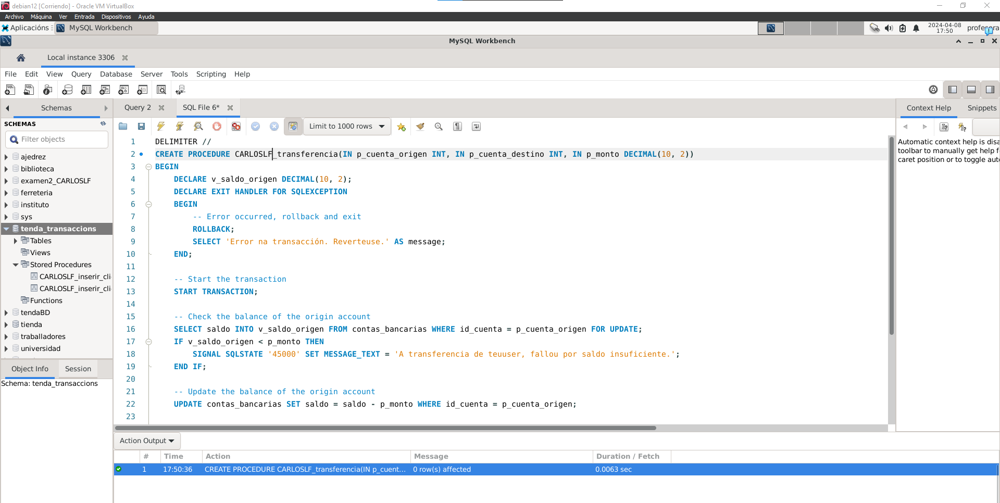 debian12 [Corriendo] - Oracle VM VirtualBox
Archivo Máquina Ver Entrada Dispositivos Ayuda
Aplicacións MySQL Workbench 2024-04-08 17:50 profesora
MySQL Workbench
Local instance 3306
File Edit View Query Database Server Tools Scripting Help
Schemas
SCHEMAS
Filter objects
ajedrez
biblioteca
examen2_CARLOSLF
ferreteria
instituto
sys
tenda_transaccions
Tables
Views
Stored Procedures
CARLOSLF_inserir_cli
CARLOSLF_inserir_cli
Functions
tendaBD
tienda
traballadores
universidad
Object Info Session
Schema: tenda_transaccions
Query 2 SQL File 6*
Limit to 1000 rows
1 DELIMITER //
2 CREATE PROCEDURE CARLOSLF_transferencia(IN p_cuenta_origen INT, IN p_cuenta_destino INT, IN p_monto DECIMAL(10, 2))
3 BEGIN
4 DECLARE v_saldo_origen DECIMAL(10, 2);
5 DECLARE EXIT HANDLER FOR SQLEXCEPTION
6 BEGIN
7 -- Error occurred, rollback and exit
8 ROLLBACK;
9 SELECT 'Error na transacción. Reverteuse.' AS message;
10 END;
11
12 -- Start the transaction
13 START TRANSACTION;
14
15 -- Check the balance of the origin account
16 SELECT saldo INTO v_saldo_origen FROM contas_bancarias WHERE id_cuenta = p_cuenta_origen FOR UPDATE;
17 IF v_saldo_origen < p_monto THEN
18 SIGNAL SQLSTATE '45000' SET MESSAGE_TEXT = 'A transferencia de teuuser, fallou por saldo insuficiente.';
19 END IF;
20
21 -- Update the balance of the origin account
22 UPDATE contas_bancarias SET saldo = saldo - p_monto WHERE id_cuenta = p_cuenta_origen;
23
Context Help Snippets
Automatic context help is disa
toolbar to manually get help f
caret position or to toggle aut
Action Output
# Time Action Message Duration / Fetch
1 17:50:36 CREATE PROCEDURE CARLOSLF_transferencia(IN p_cuent... 0 row(s) affected 0.0063 sec